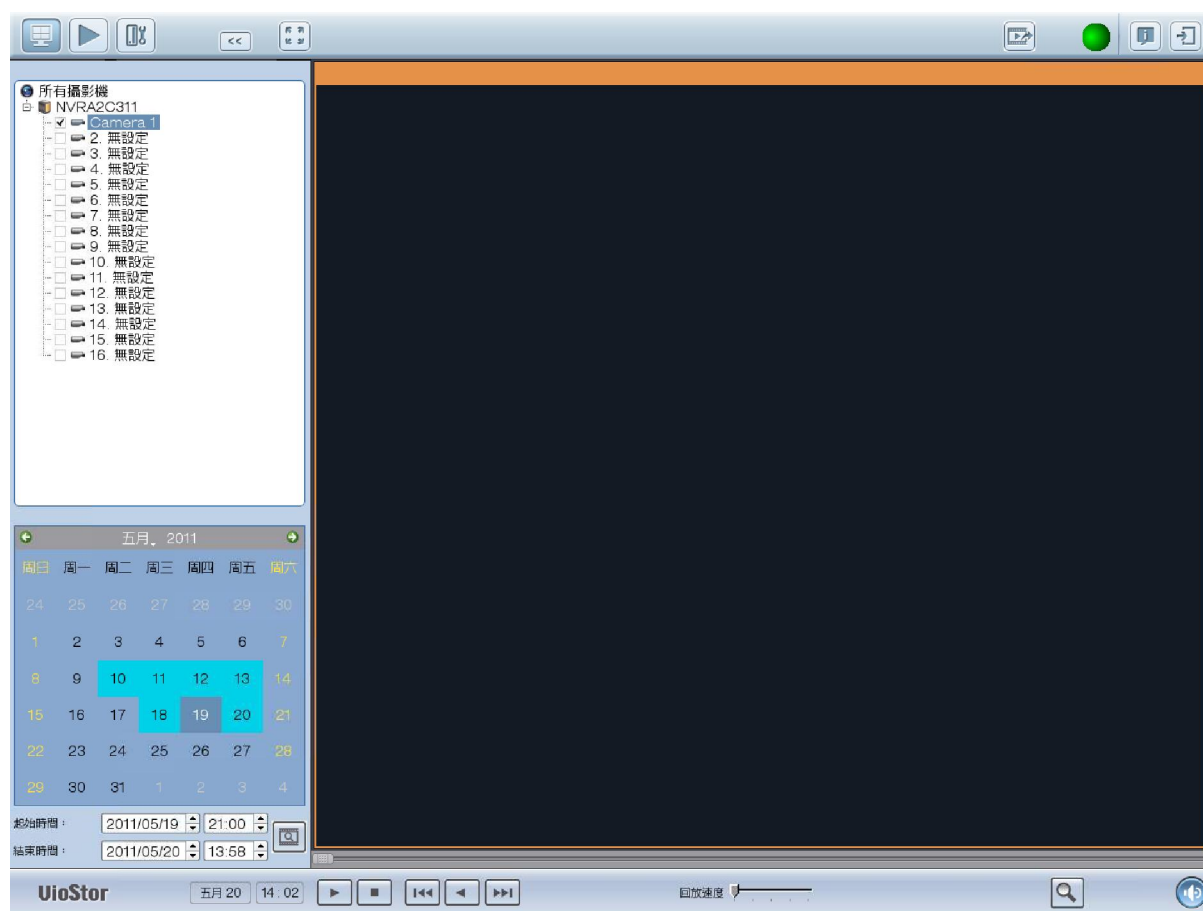 <<
所有攝影機
NVRA2C311
Camera 1
2. 無設定
3. 無設定
4. 無設定
5. 無設定
6. 無設定
7. 無設定
8. 無設定
9. 無設定
10. 無設定
11. 無設定
12. 無設定
13. 無設定
14. 無設定
15. 無設定
16. 無設定
五月, 2011
周日 周一 周二 周三 周四 周五 周六
24 25 26 27 28 29 30
1 2 3 4 5 6 7
8 9 10 11 12 13 14
15 16 17 18 19 20 21
22 23 24 25 26 27 28
29 30 31 1 2 3 4
起始時間： 2011/05/19 21:00
結束時間： 2011/05/20 13:58
VioStor 五月 20 14:02 回放速度